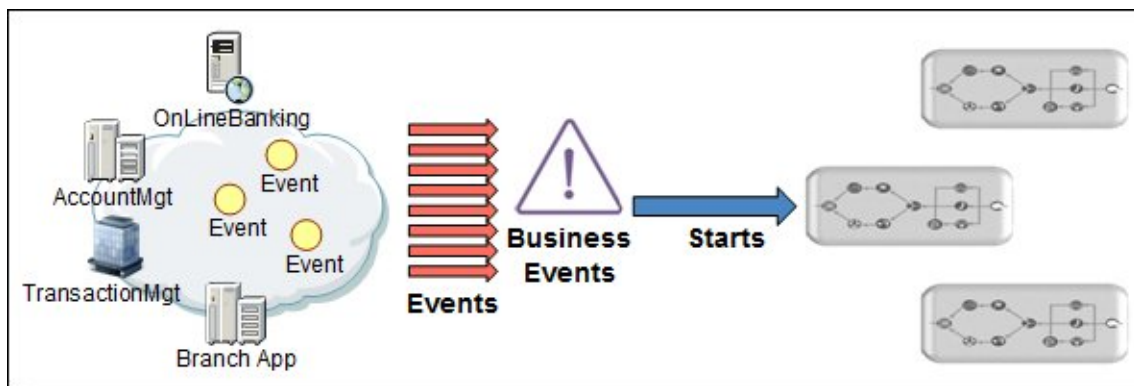 OnLineBanking
Event
AccountMgt
Event
Event
TransactionMgt
Branch App
Events
Business
Events
Starts